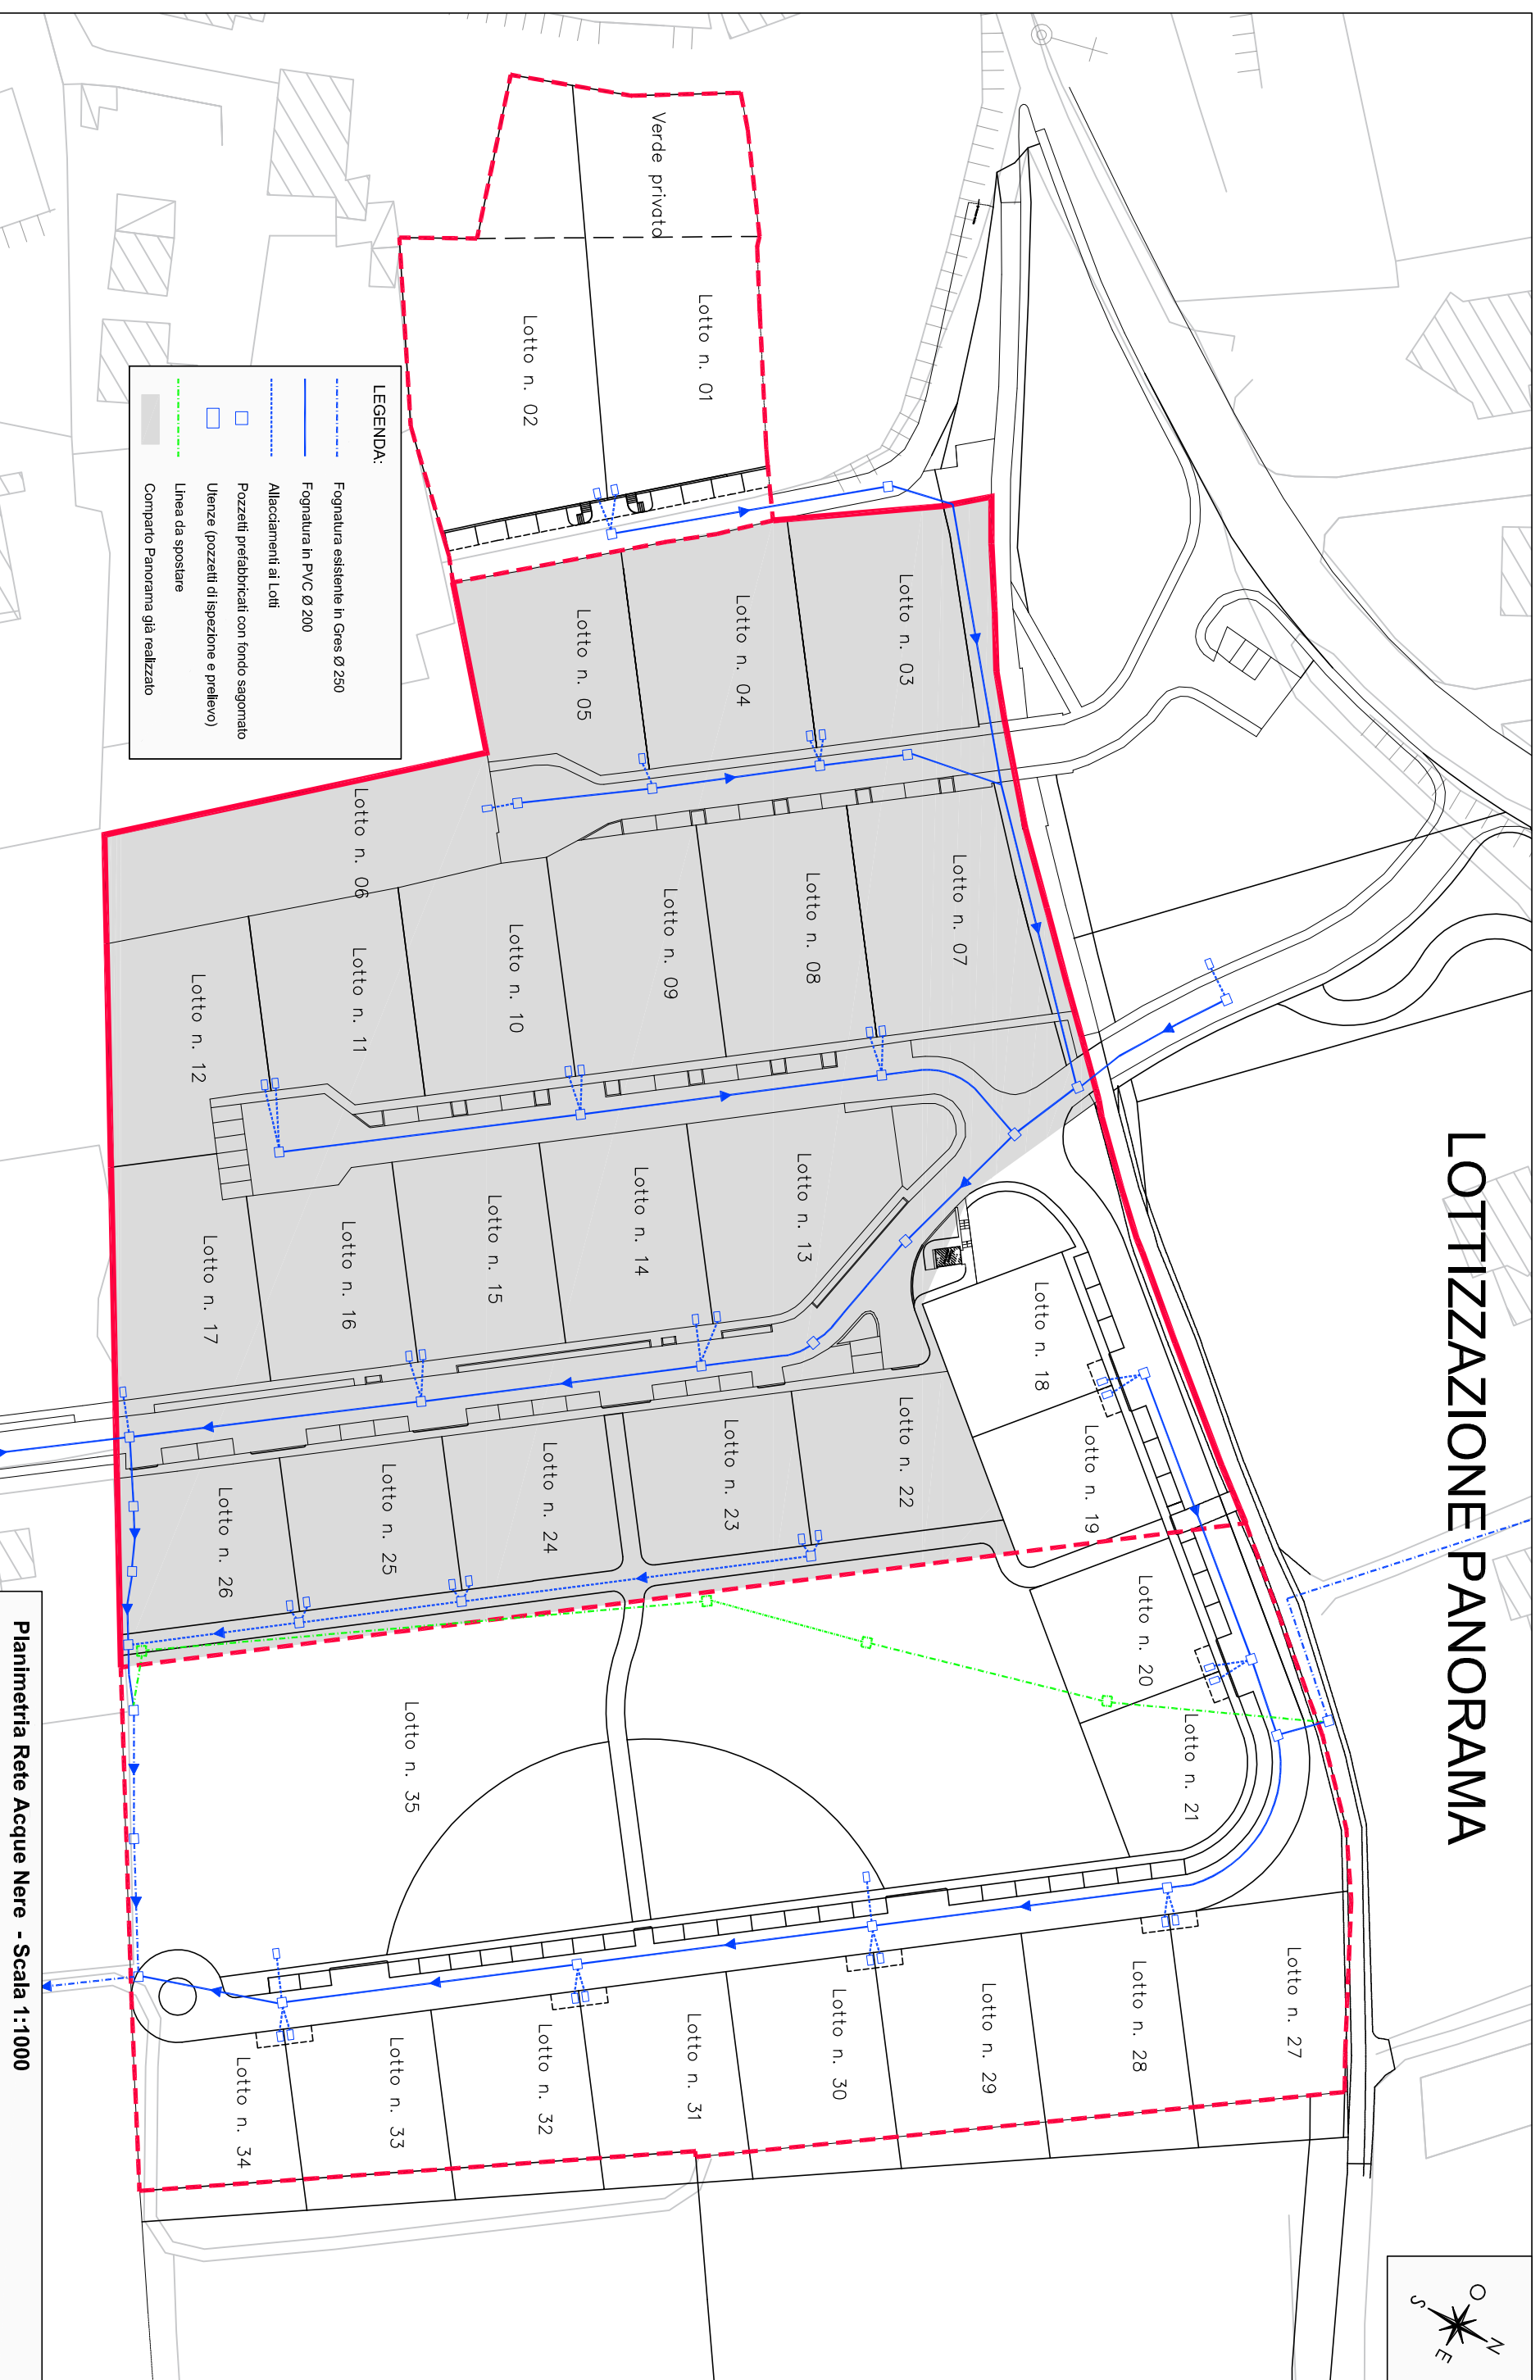 LOTTIZZAZIONE PANORAMA
O
N
S
E
Verde privato
Lotto n. 01
Lotto n. 02
Lotto n. 03
Lotto n. 04
Lotto n. 05
Lotto n. 06
Lotto n. 07
Lotto n. 08
Lotto n. 09
Lotto n. 10
Lotto n. 11
Lotto n. 12
Lotto n. 13
Lotto n. 14
Lotto n. 15
Lotto n. 16
Lotto n. 17
Lotto n. 18
Lotto n. 19
Lotto n. 20
Lotto n. 21
Lotto n. 22
Lotto n. 23
Lotto n. 24
Lotto n. 25
Lotto n. 26
Lotto n. 27
Lotto n. 28
Lotto n. 29
Lotto n. 30
Lotto n. 31
Lotto n. 32
Lotto n. 33
Lotto n. 34
Lotto n. 35
LEGENDA:
Fognatura esistente in Gres Ø 250
Fognatura in PVC Ø 200
Allacciamenti ai Lotti
Pozzetti prefabbricati con fondo sagomato
Utenze (pozzetti di ispezione e prelievo)
Linea da spostare
Comparto Panorama già realizzato
Planimetria Rete Acque Nere - Scala 1:1000